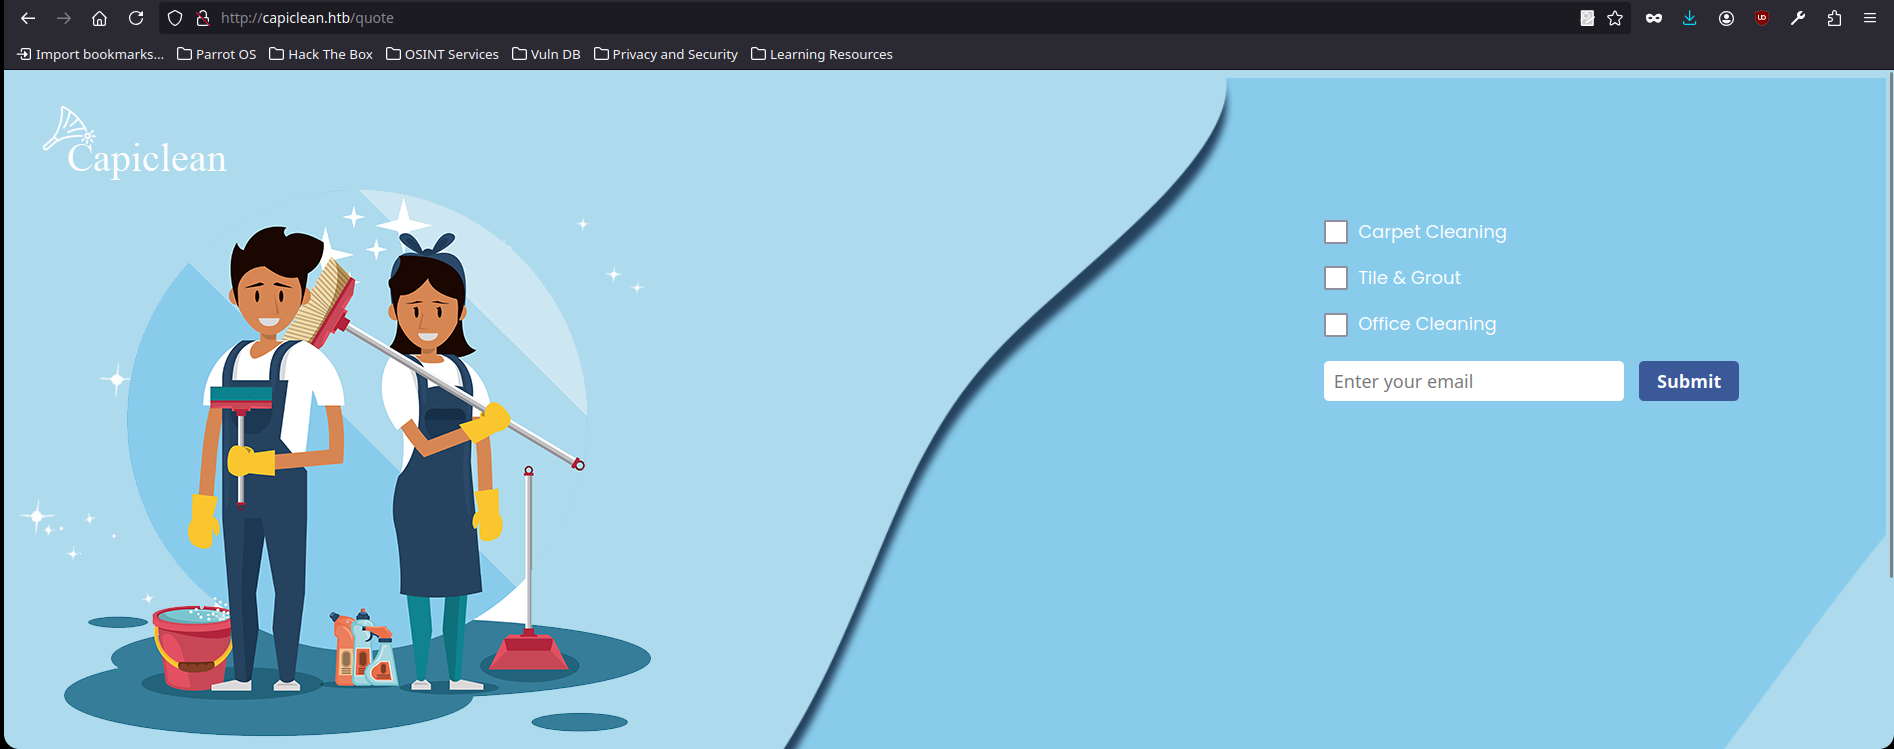 http://capiclean.htb/quote
Import bookmarks... Parrot OS Hack The Box OSINT Services Vuln DB Privacy and Security Learning Resources
Capiclean
Carpet Cleaning
Tile & Grout
Office Cleaning
Enter your email Submit